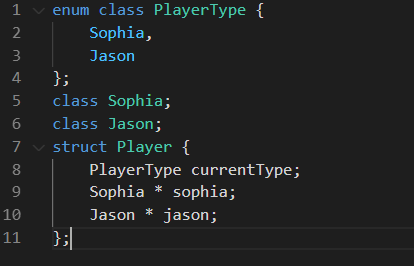 1 enum class PlayerType {
2     Sophia,
3     Jason
4 };
5 class Sophia;
6 class Jason;
7 struct Player {
8     PlayerType currentType;
9     Sophia * sophia;
10     Jason * jason;
11 };